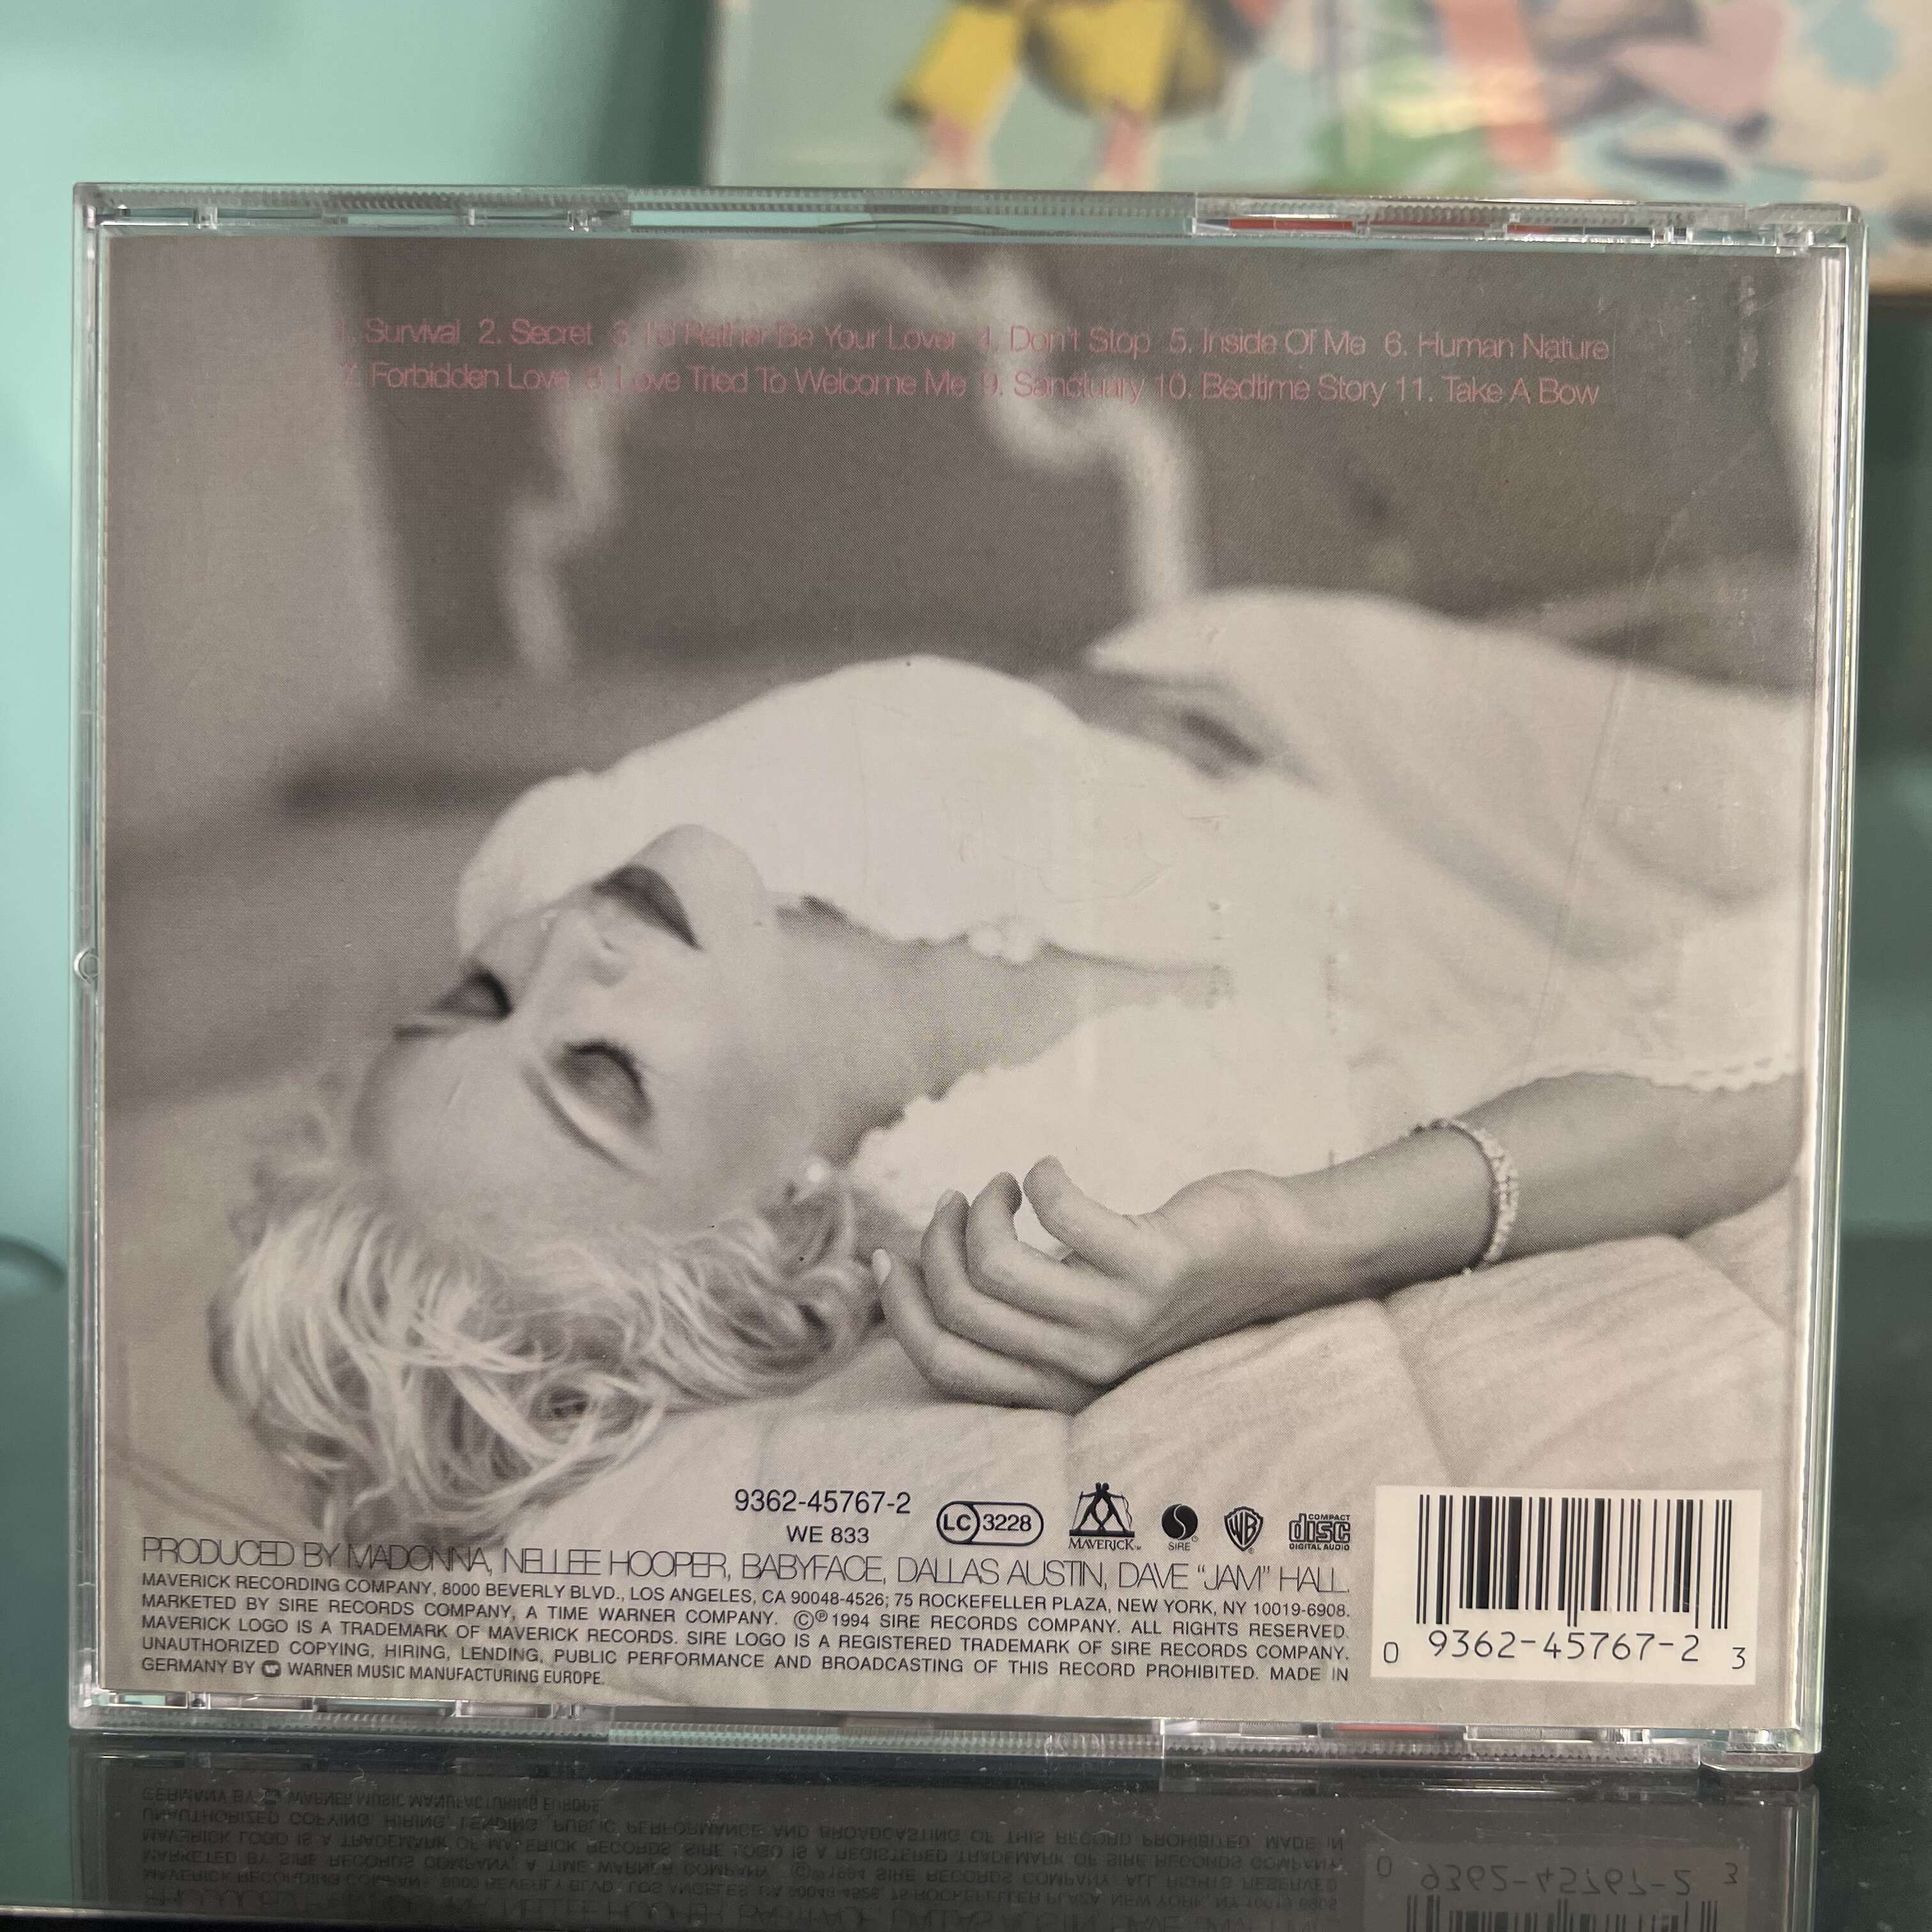 1. Survival 2. Secret 3. I'd Rather Be Your Lover 4. Don't Stop 5. Inside Of Me 6. Human Nature
7. Forbidden Love 8. Love Tried To Welcome Me 9. Sanctuary 10. Bedtime Story 11. Take A Bow
9362-45767-2
WE 833
LC 3228
MAVERICK™
SIRE®
WB
COMPACT
disc
DIGITAL AUDIO
PRODUCED BY MADONNA, NELLEE HOOPER, BABYFACE, DALLAS AUSTIN, DAVE “JAM” HALL.
MAVERICK RECORDING COMPANY, 8000 BEVERLY BLVD., LOS ANGELES, CA 90048-4526; 75 ROCKEFELLER PLAZA, NEW YORK, NY 10019-6908.
MARKETED BY SIRE RECORDS COMPANY, A TIME WARNER COMPANY. ©℗1994 SIRE RECORDS COMPANY. ALL RIGHTS RESERVED.
MAVERICK LOGO IS A TRADEMARK OF MAVERICK RECORDS. SIRE LOGO IS A REGISTERED TRADEMARK OF SIRE RECORDS COMPANY.
UNAUTHORIZED COPYING, HIRING, LENDING, PUBLIC PERFORMANCE AND BROADCASTING OF THIS RECORD PROHIBITED. MADE IN
GERMANY BY WARNER MUSIC MANUFACTURING EUROPE.
0 9362-45767-2 3